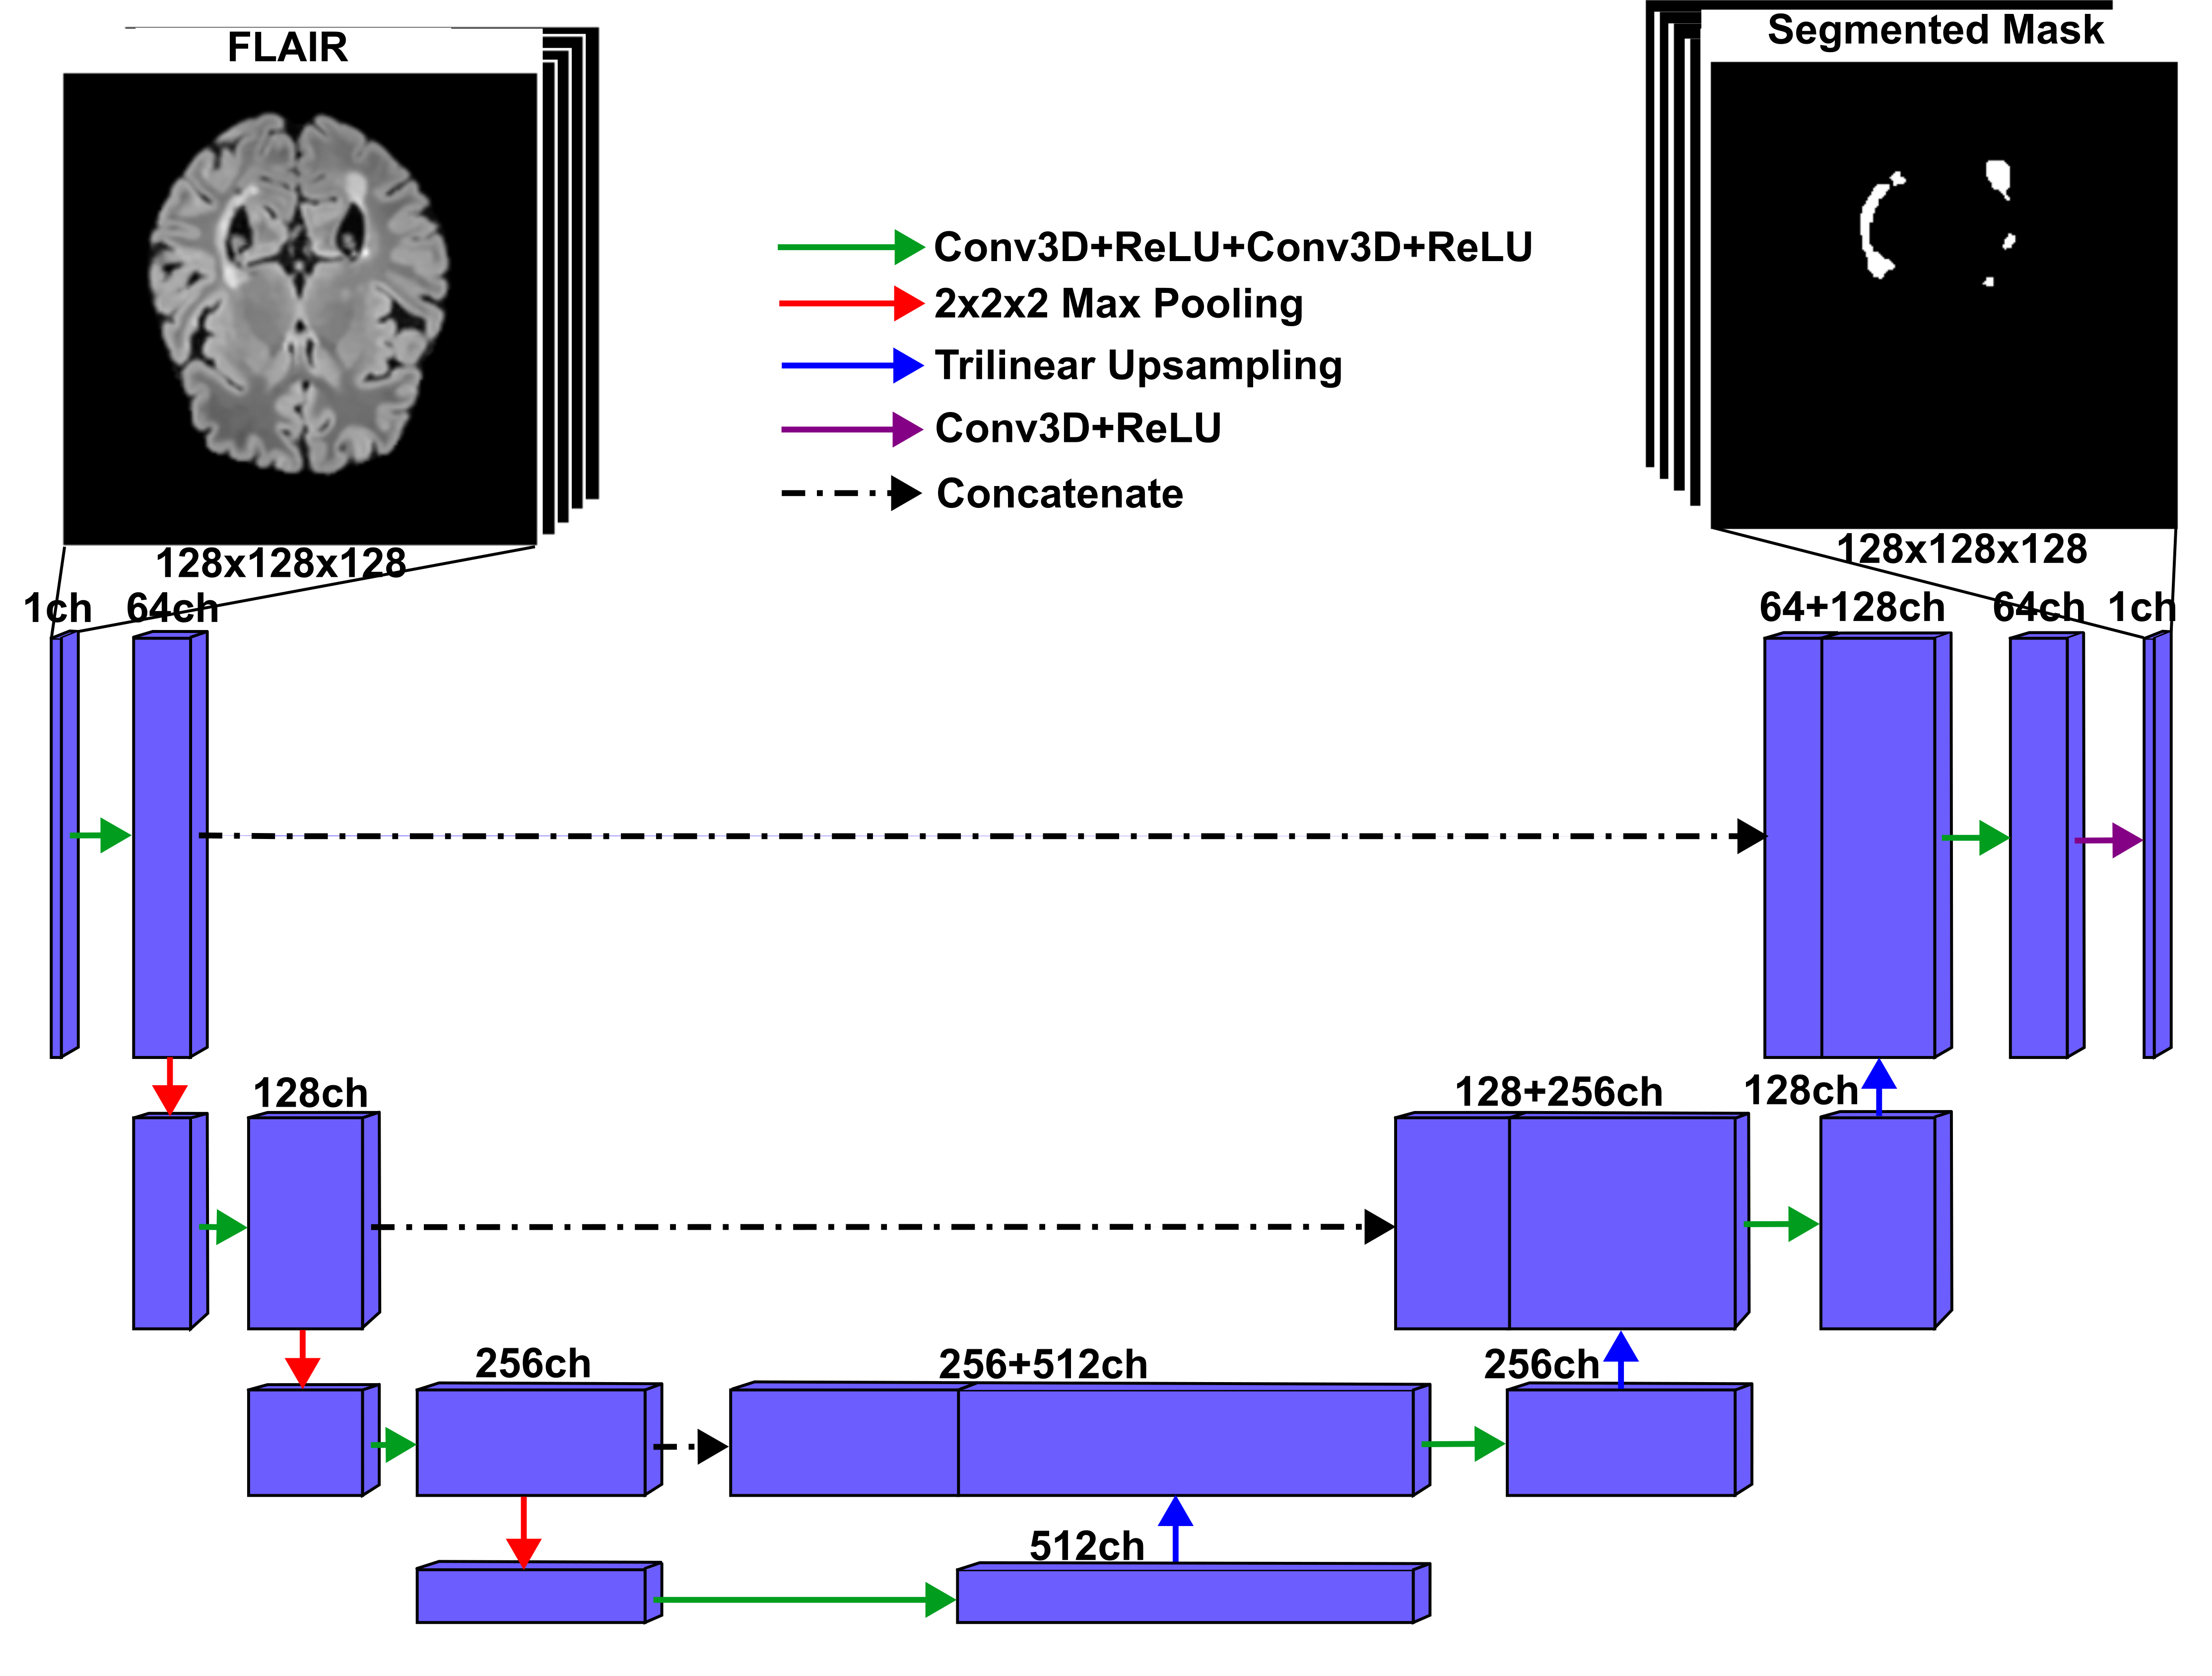 FLAIR
Segmented Mask
Conv3D+ReLU+Conv3D+ReLU
2x2x2 Max Pooling
Trilinear Upsampling
Conv3D+ReLU
Concatenate
128x128x128
128x128x128
1ch
64ch
64+128ch
64ch
1ch
128ch
128+256ch
128ch
256ch
256+512ch
256ch
512ch